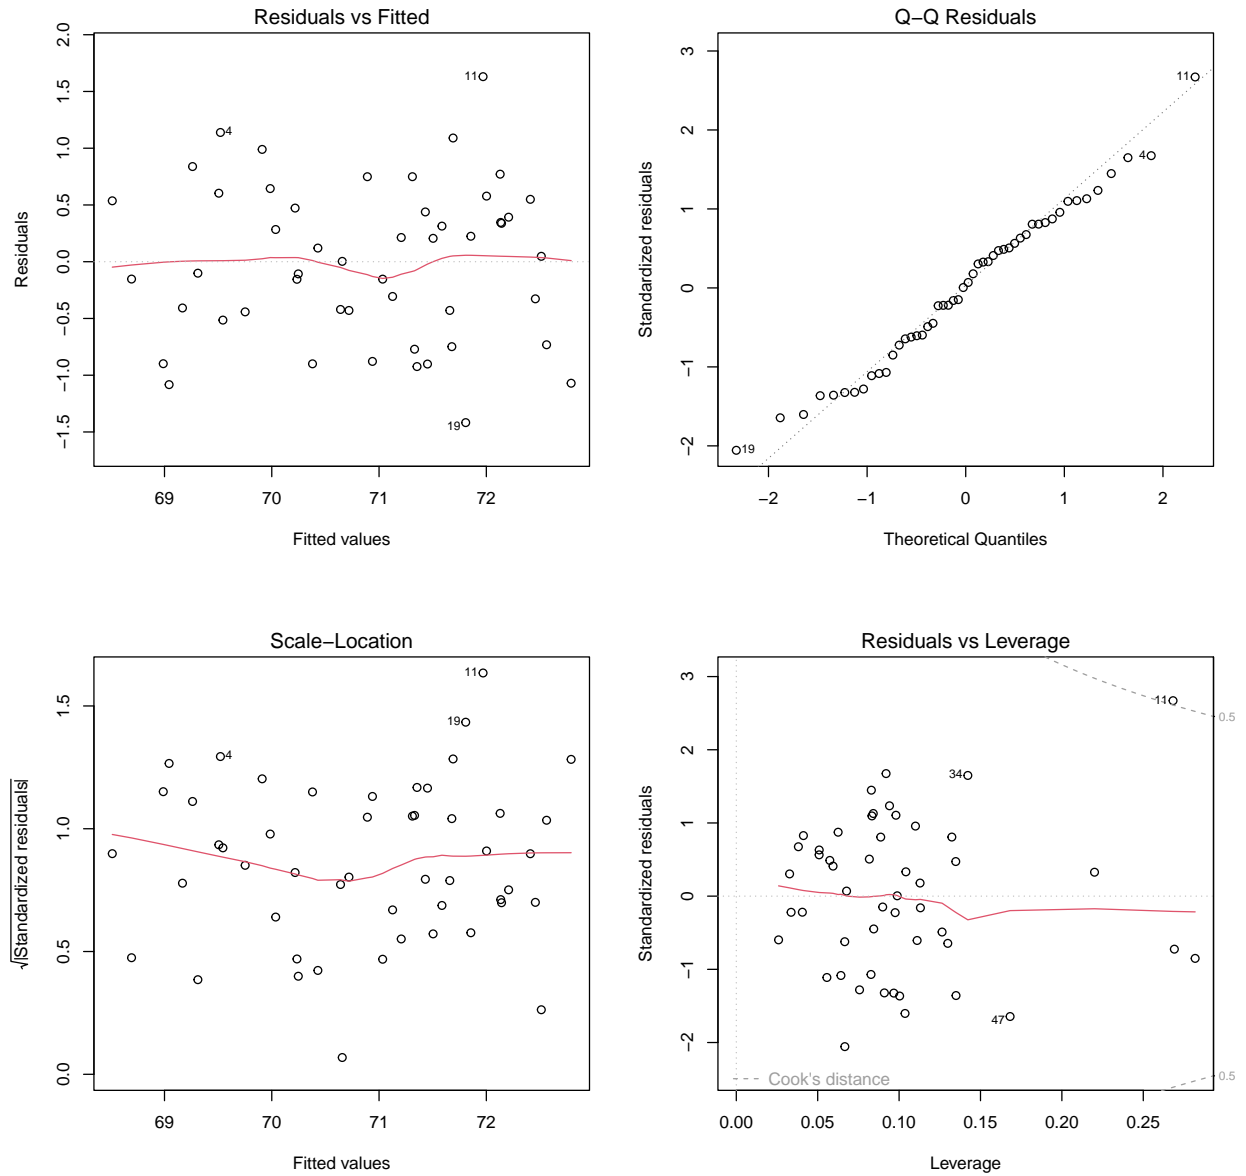 Residuals vs Fitted
Residuals
2.0
1.5
1.0
0.5
0.0
−0.5
−1.0
−1.5
11
4
19
69 70 71 72
Fitted values
Q−Q Residuals
Standardized residuals
3
2
1
0
−1
−2
11
4
19
−2 −1 0 1 2
Theoretical Quantiles
Scale−Location
√|Standardized residuals|
1.5
1.0
0.5
0.0
11
19
4
69 70 71 72
Fitted values
Residuals vs Leverage
Standardized residuals
3
2
1
0
−1
−2
11
0.5
34
47
0.5
Cook's distance
0.00 0.05 0.10 0.15 0.20 0.25
Leverage